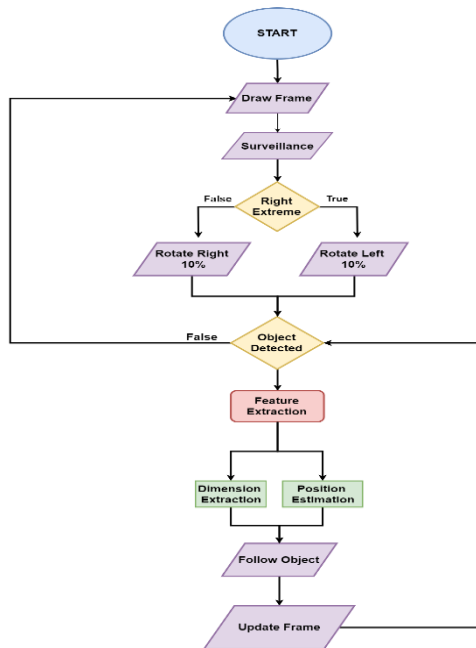 START
Draw Frame
Surveillance
False
Right
Extreme
True
Rotate Right
10%
Rotate Left
10%
False
Object
Detected
Feature
Extraction
Dimension
Extraction
Position
Estimation
Follow Object
Update Frame